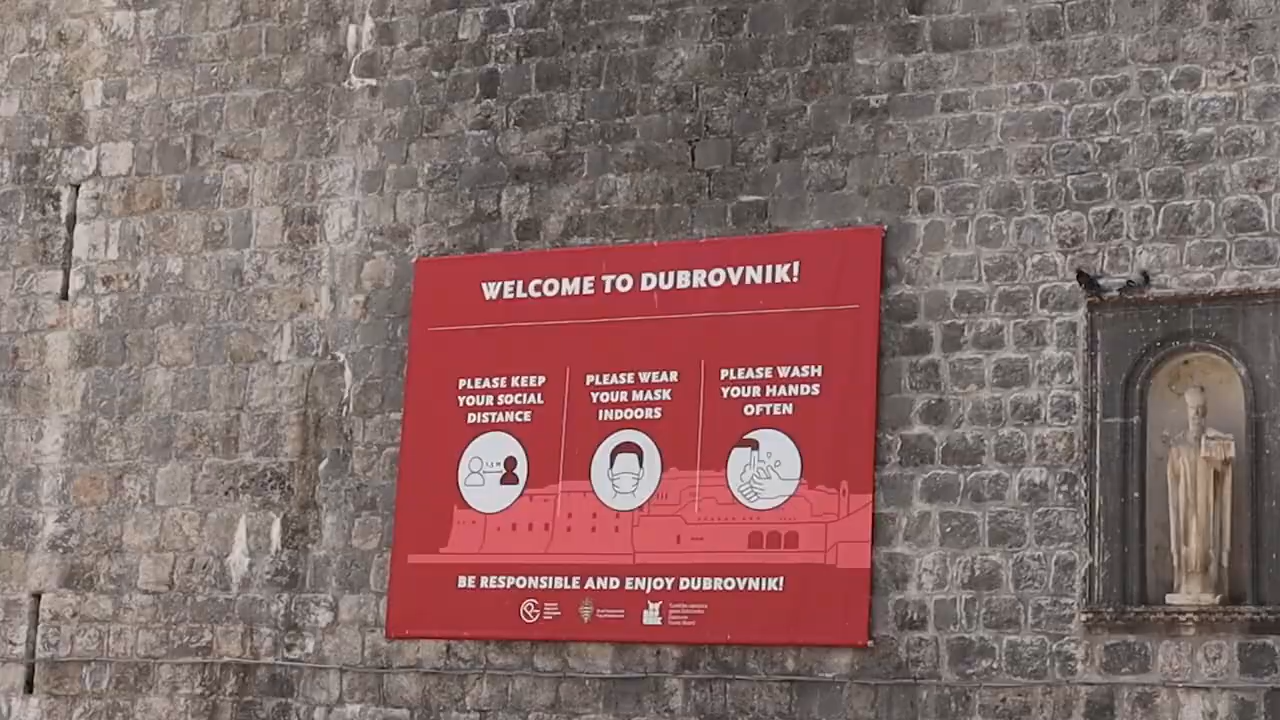 WELCOME TO DUBROVNIK!
PLEASE KEEP
YOUR SOCIAL
DISTANCE
PLEASE WEAR
YOUR MASK
INDOORS
PLEASE WASH
YOUR HANDS
OFTEN
BE RESPONSIBLE AND ENJOY DUBROVNIK!